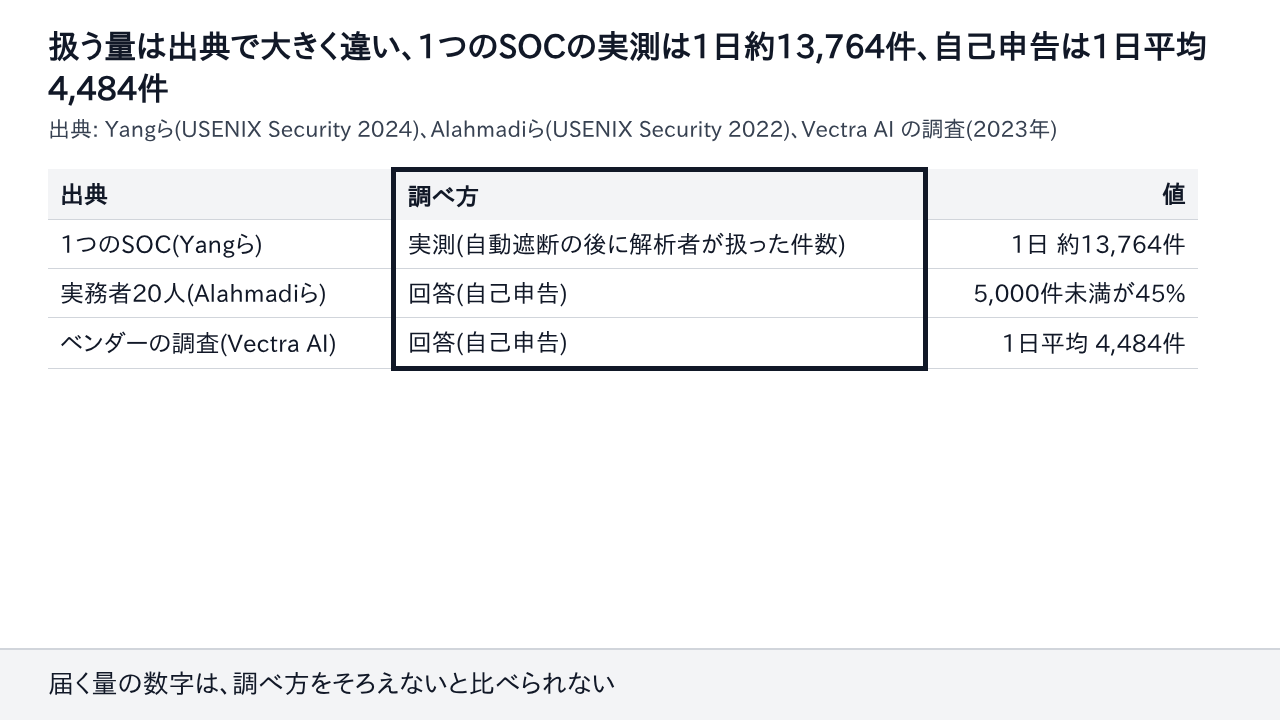 扱う量は出典で大きく違い、1つのSOCの実測は1日約13,764件、自己申告は1日平均
4,484件
出典: Yangら(USENIX Security 2024)、Alahmadiら(USENIX Security 2022)、Vectra AI の調査(2023年)
出典 調べ方 値
1つのSOC(Yangら) 実測(自動遮断の後に解析者が扱った件数) 1日 約13,764件
実務者20人(Alahmadiら) 回答(自己申告) 5,000件未満が45%
ベンダーの調査(Vectra AI) 回答(自己申告) 1日平均 4,484件
届く量の数字は、調べ方をそろえないと比べられない